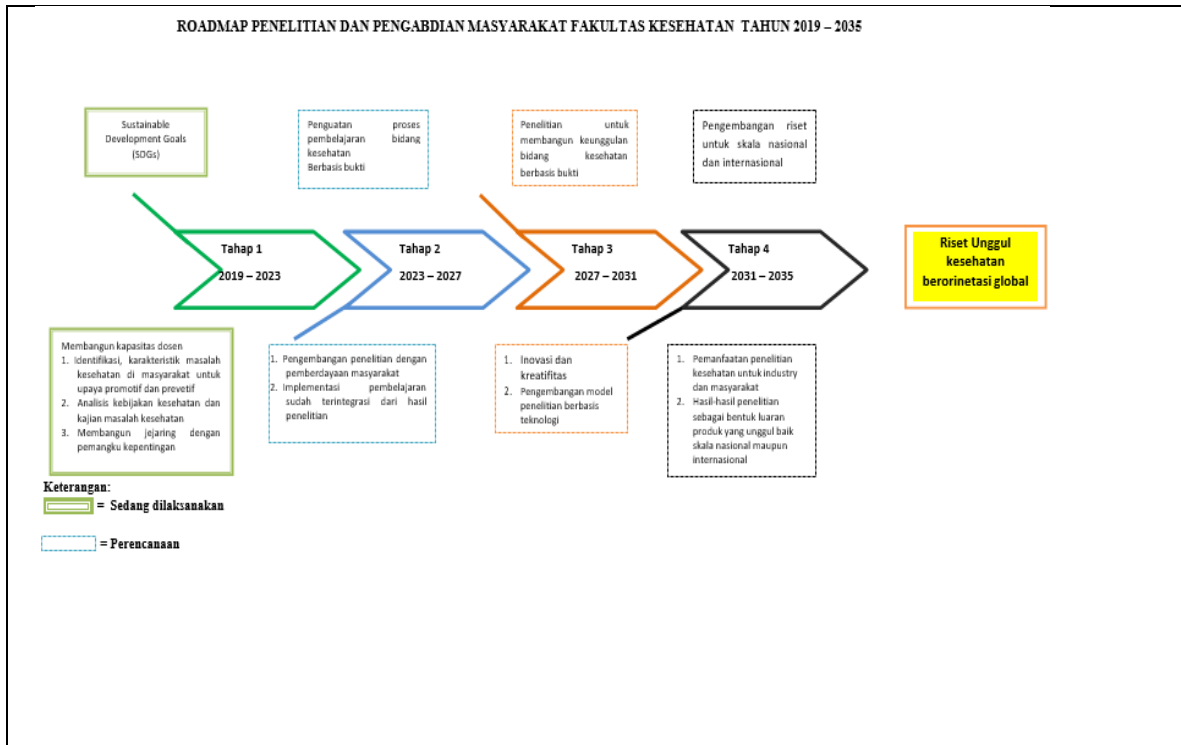 ROADMAP PENELITIAN DAN PENGABDIAN MASYARAKAT FAKULTAS KESEHATAN TAHUN 2019 – 2035
Sustainable
Development Goals
(SDGs)
Penguatan proses
pembelajaran bidang
kesehatan
Berbasis bukti
Penelitian untuk
membangun keunggulan
bidang kesehatan
berbasis bukti
Pengembangan riset
untuk skala nasional
dan internasional
Tahap 1
2019 – 2023
Tahap 2
2023 – 2027
Tahap 3
2027 – 2031
Tahap 4
2031 – 2035
Riset Unggul
kesehatan
berorinetasi global
Membangun kapasitas dosen
1. Identifikasi, karakteristik masalah
kesehatan di masyarakat untuk
upaya promotif dan prevetif
2. Analisis kebijakan kesehatan dan
kajian masalah kesehatan
3. Membangun jejaring dengan
pemangku kepentingan
1. Pengembangan penelitian dengan
pemberdayaan masyarakat
2. Implementasi pembelajaran
sudah terintegrasi dari hasil
penelitian
1. Inovasi dan
kreatifitas
2. Pengembangan model
penelitian berbasis
teknologi
1. Pemanfaatan penelitian
kesehatan untuk industry
dan masyarakat
2. Hasil-hasil penelitian
sebagai bentuk luaran
produk yang unggul baik
skala nasional maupun
internasional
Keterangan:
= Sedang dilaksanakan
= Perencanaan